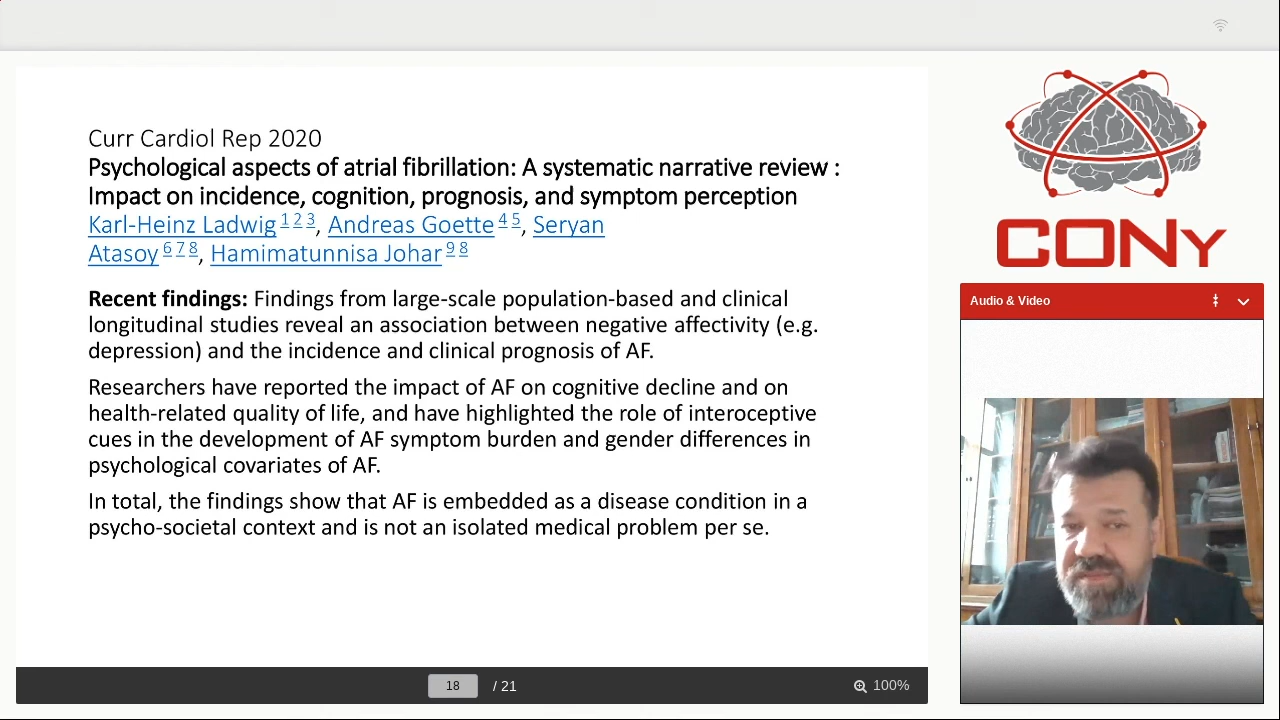 Curr Cardiol Rep 2020
Psychological aspects of atrial fibrillation: A systematic narrative review :
Impact on incidence, cognition, prognosis, and symptom perception
Karl-Heinz Ladwig 1 2 3, Andreas Goette 4 5, Seryan
Atasoy 6 7 8, Hamimatunnisa Johar 9 8
Recent findings: Findings from large-scale population-based and clinical
longitudinal studies reveal an association between negative affectivity (e.g.
depression) and the incidence and clinical prognosis of AF.
Researchers have reported the impact of AF on cognitive decline and on
health-related quality of life, and have highlighted the role of interoceptive
cues in the development of AF symptom burden and gender differences in
psychological covariates of AF.
In total, the findings show that AF is embedded as a disease condition in a
psycho-societal context and is not an isolated medical problem per se.
18 / 21
100%
CONy
Audio & Video